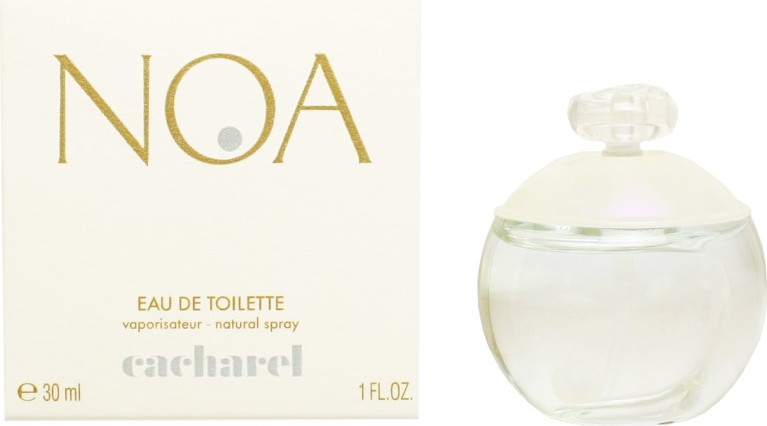 NOA
EAU DE TOILETTE
vaporisateur - natural spray
cacharel
℮ 30 ml 1 FL.OZ.